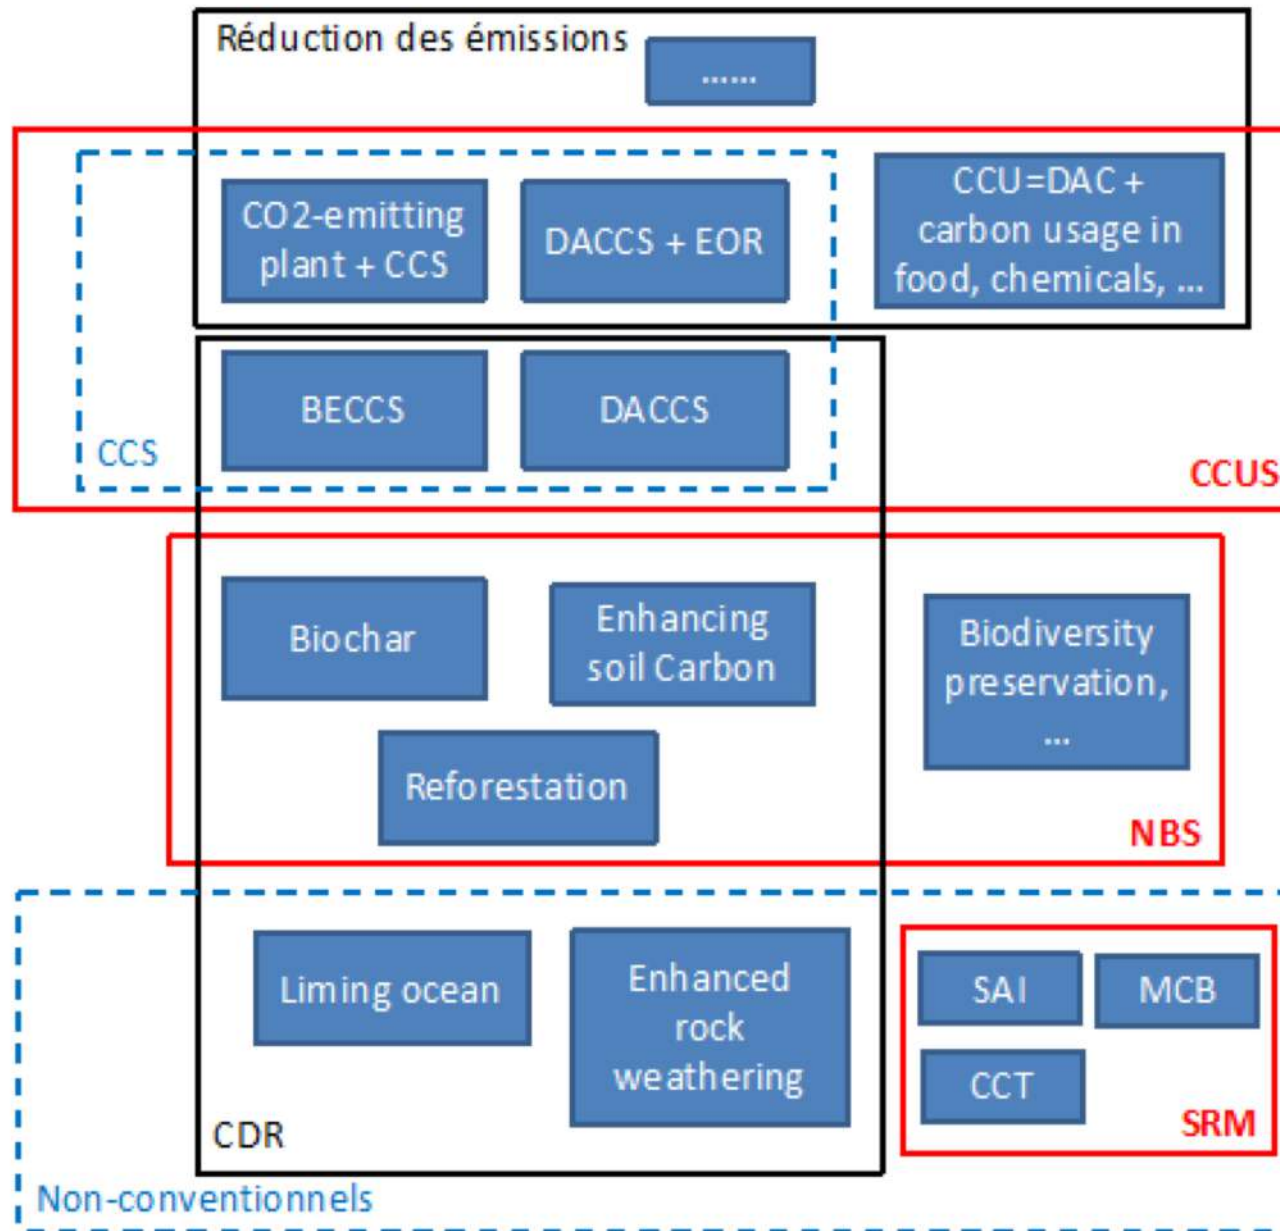 Réduction des émissions
......
CO2-emitting
plant + CCS
DACCS + EOR
CCU=DAC +
carbon usage in
food, chemicals, ...
BECCS
DACCS
CCS
CCUS
Biochar
Enhancing
soil Carbon
Biodiversity
preservation,
...
Reforestation
NBS
Liming ocean
Enhanced
rock
weathering
SAI
MCB
CCT
SRM
CDR
Non-conventionnels